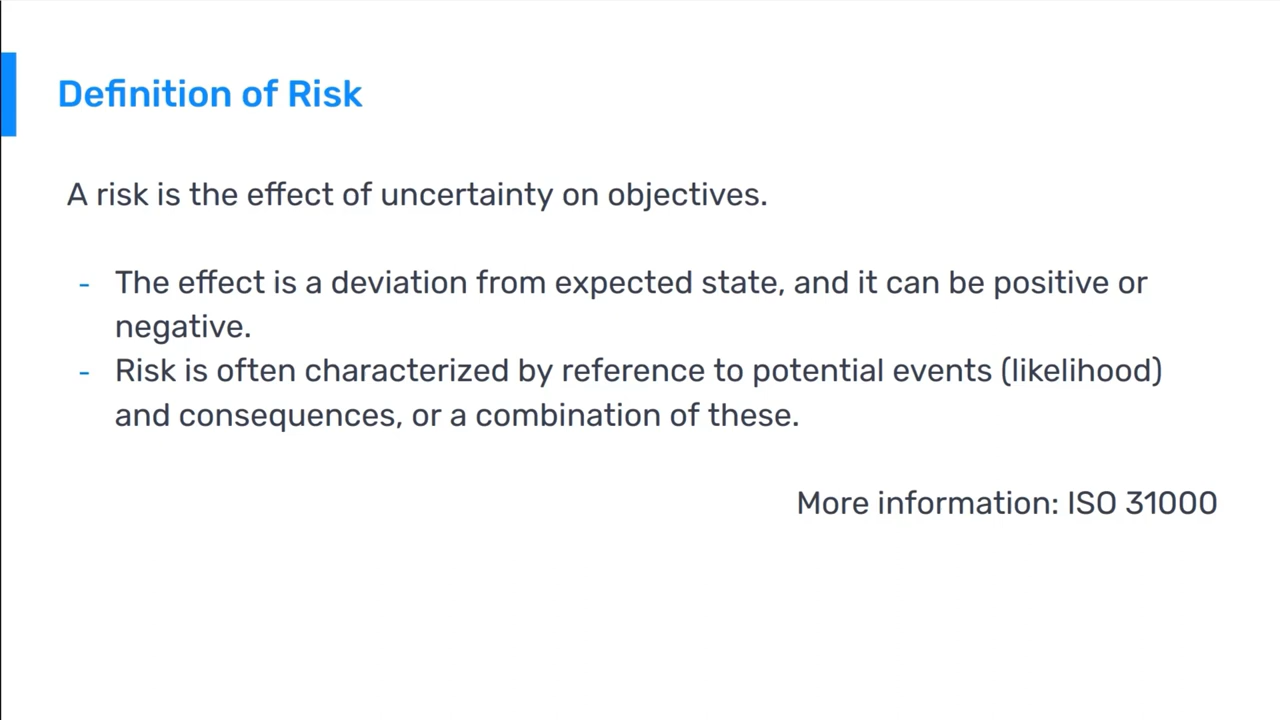 Definition of Risk
A risk is the effect of uncertainty on objectives.
- The effect is a deviation from expected state, and it can be positive or
negative.
- Risk is often characterized by reference to potential events (likelihood)
and consequences, or a combination of these.
More information: ISO 31000